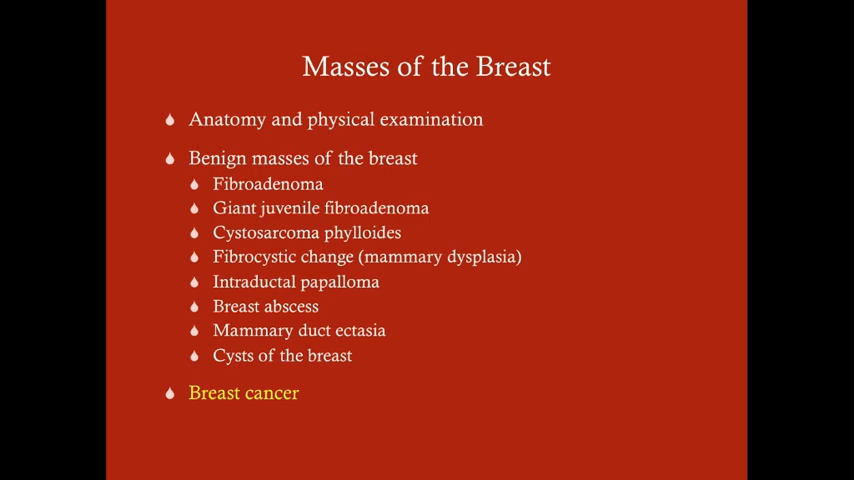 Masses of the Breast
Anatomy and physical examination
Benign masses of the breast
Fibroadenoma
Giant juvenile fibroadenoma
Cystosarcoma phylloides
Fibrocystic change (mammary dysplasia)
Intraductal papalloma
Breast abscess
Mammary duct ectasia
Cysts of the breast
Breast cancer